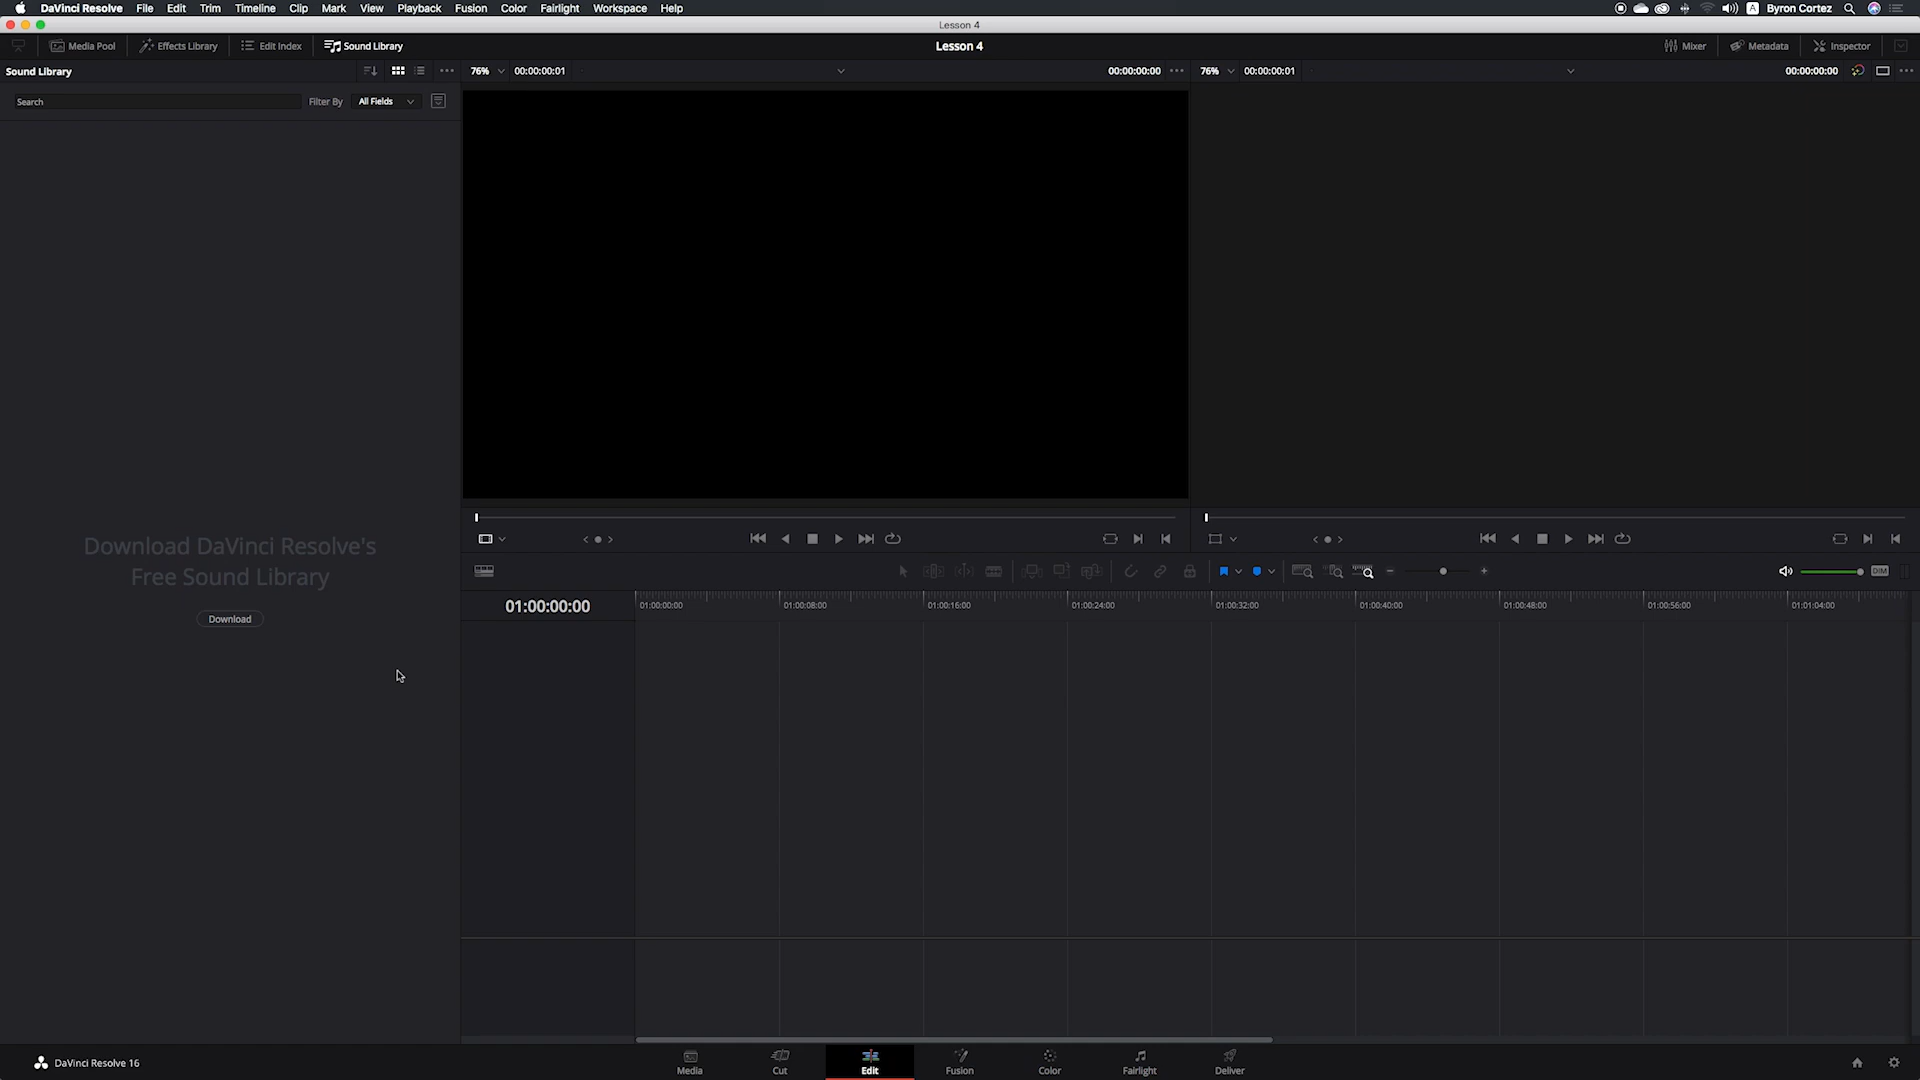 DaVinci Resolve File Edit Trim Timeline Clip Mark View Playback Fusion Color Fairlight Workspace Help A Byron Cortez
Lesson 4
Media Pool Effects Library Edit Index Sound Library Lesson 4 Mixer Metadata Inspector
Sound Library 76% 00:00:00:01 00:00:00:00 76% 00:00:00:01 00:00:00:00
Search Filter By All Fields
Download DaVinci Resolve's
Free Sound Library
Download
DIM
01:00:00:00 01:00:00:00 01:00:08:00 01:00:16:00 01:00:24:00 01:00:32:00 01:00:40:00 01:00:48:00 01:00:56:00 01:01:04:00
DaVinci Resolve 16 Media Cut Edit Fusion Color Fairlight Deliver